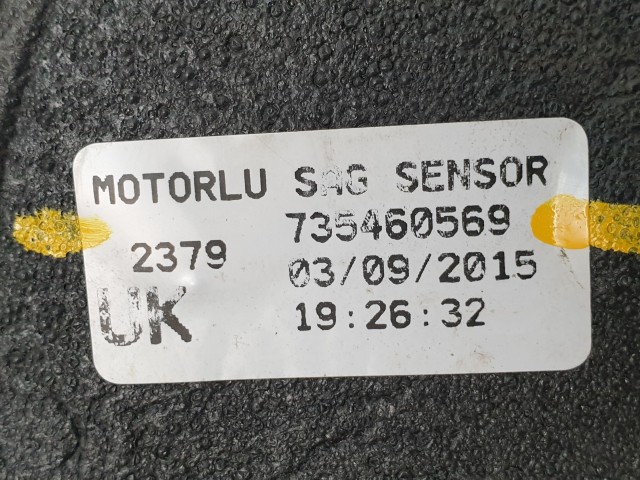 MOTORLU SAG SENSOR
735460569
2379
03/09/2015
UK
19:26:32